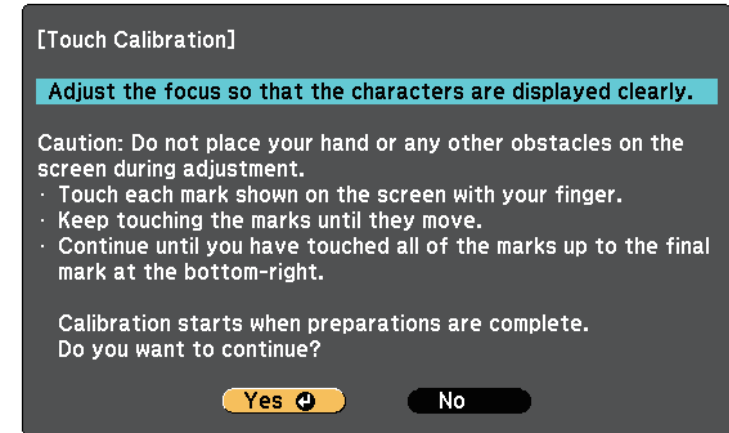 [Touch Calibration]
Adjust the focus so that the characters are displayed clearly.
Caution: Do not place your hand or any other obstacles on the
screen during adjustment.
· Touch each mark shown on the screen with your finger.
· Keep touching the marks until they move.
· Continue until you have touched all of the marks up to the final
mark at the bottom-right.
Calibration starts when preparations are complete.
Do you want to continue?
Yes No